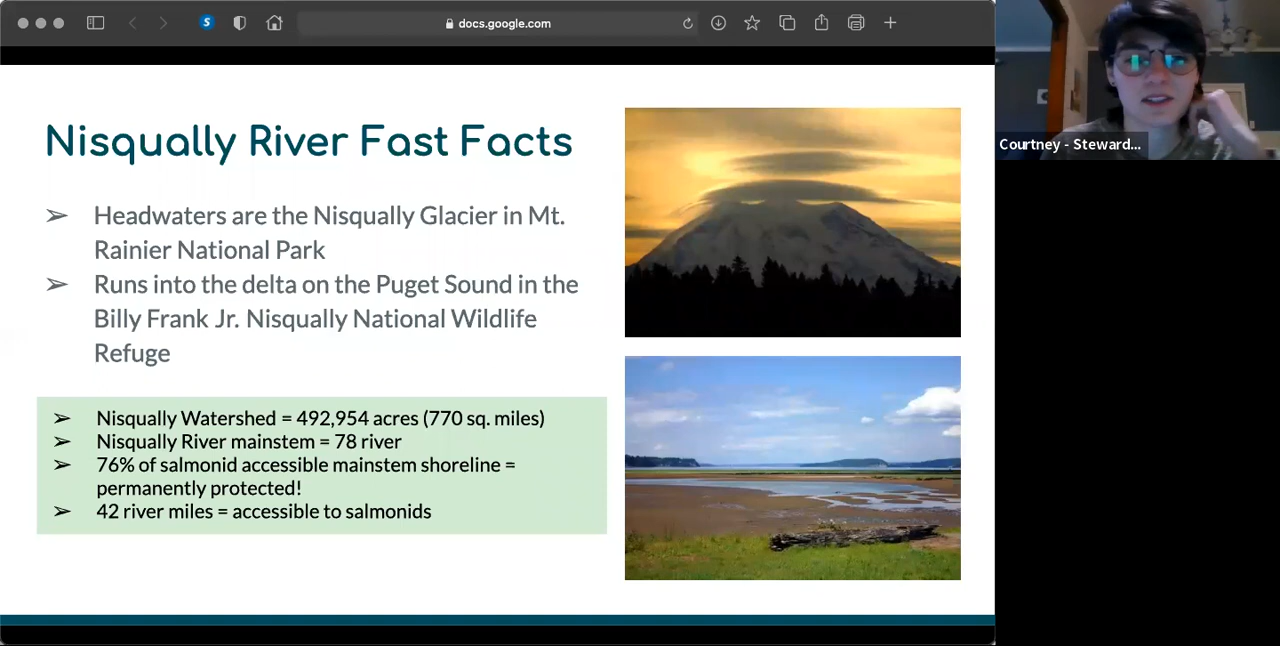 docs.google.com
Courtney - Steward...
Nisqually River Fast Facts
➢ Headwaters are the Nisqually Glacier in Mt.
Rainier National Park
➢ Runs into the delta on the Puget Sound in the
Billy Frank Jr. Nisqually National Wildlife
Refuge
➢ Nisqually Watershed = 492,954 acres (770 sq. miles)
➢ Nisqually River mainstem = 78 river
➢ 76% of salmonid accessible mainstem shoreline =
permanently protected!
➢ 42 river miles = accessible to salmonids